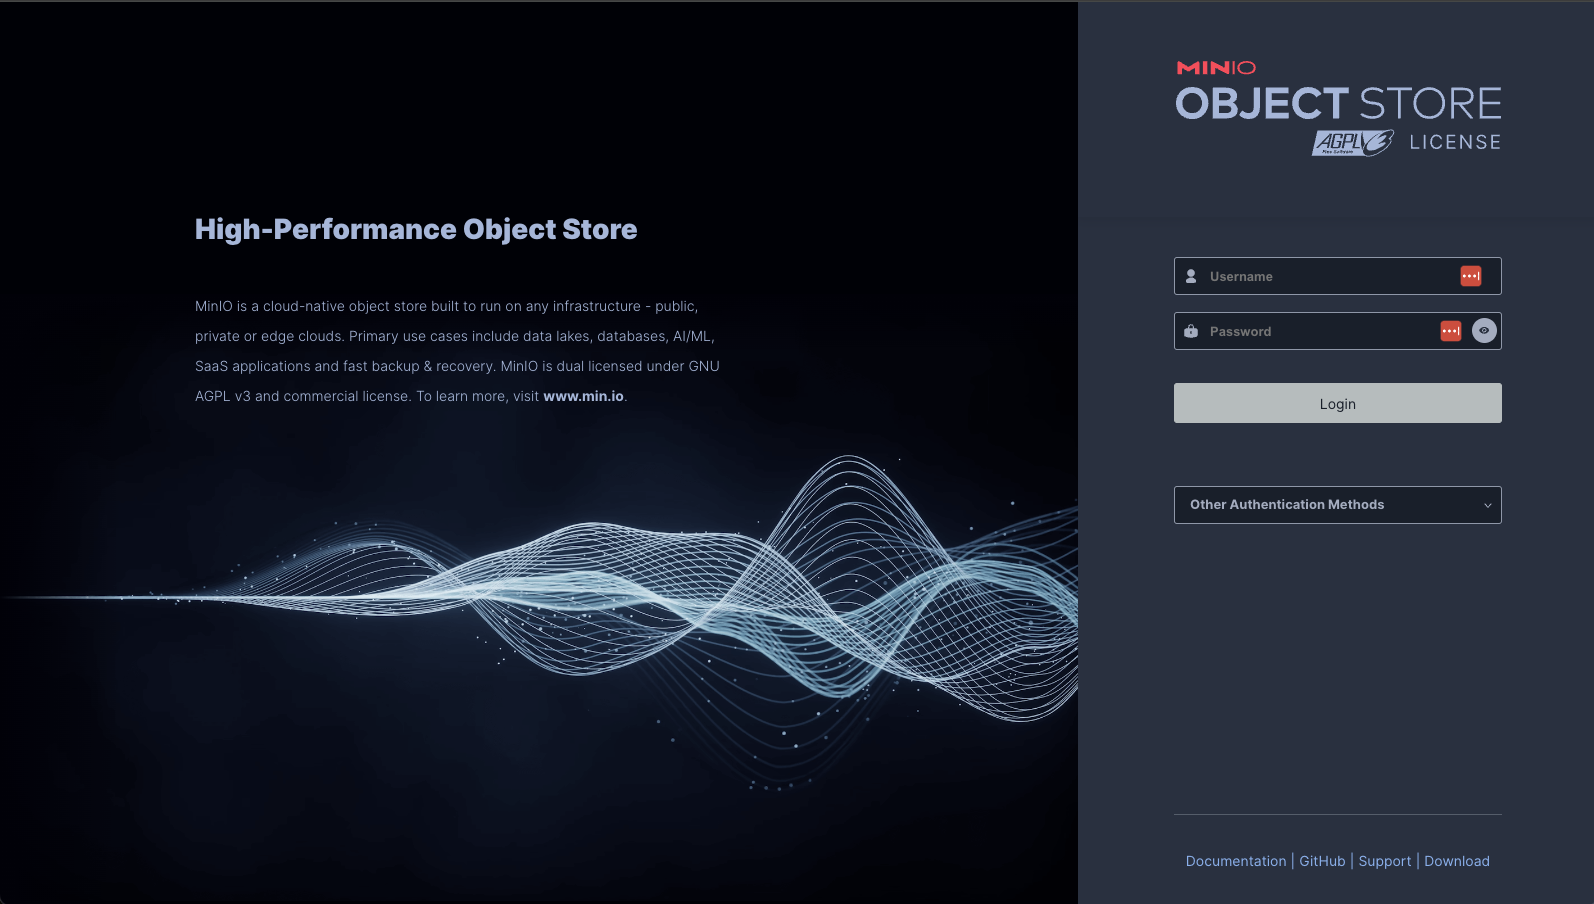 High-Performance Object Store
MinIO is a cloud-native object store built to run on any infrastructure - public,
private or edge clouds. Primary use cases include data lakes, databases, AI/ML,
SaaS applications and fast backup & recovery. MinIO is dual licensed under GNU
AGPL v3 and commercial license. To learn more, visit www.min.io.
MINIO
OBJECT STORE
AGPLv3 LICENSE
Free Software
Username
Password
Login
Other Authentication Methods
Documentation | GitHub | Support | Download